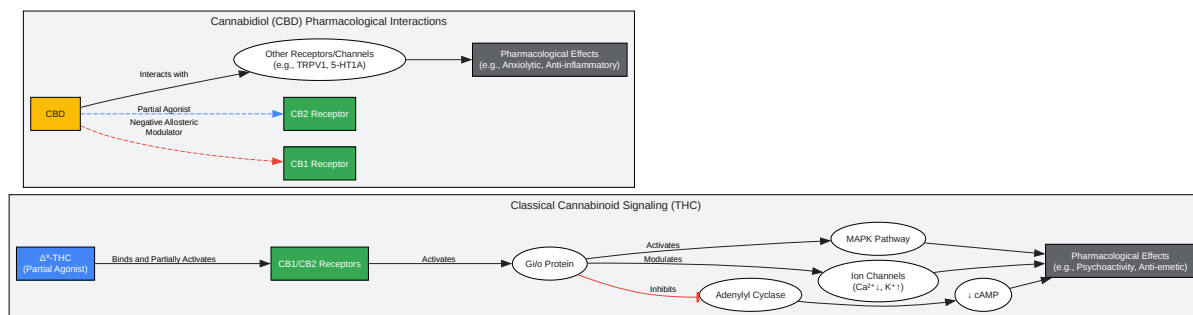 Cannabidiol (CBD) Pharmacological Interactions
Other Receptors/Channels
(e.g., TRPV1, 5-HT1A)
Pharmacological Effects
(e.g., Anxiolytic, Anti-inflammatory)
Interacts with
CBD
Partial Agonist
CB2 Receptor
Negative Allosteric
Modulator
CB1 Receptor
Classical Cannabinoid Signaling (THC)
Δ⁹-THC
(Partial Agonist)
Binds and Partially Activates
CB1/CB2 Receptors
Activates
Gi/o Protein
Activates
MAPK Pathway
Modulates
Ion Channels
(Ca²⁺↓, K⁺↑)
Inhibits
Adenylyl Cyclase
↓ cAMP
Pharmacological Effects
(e.g., Psychoactivity, Anti-emetic)